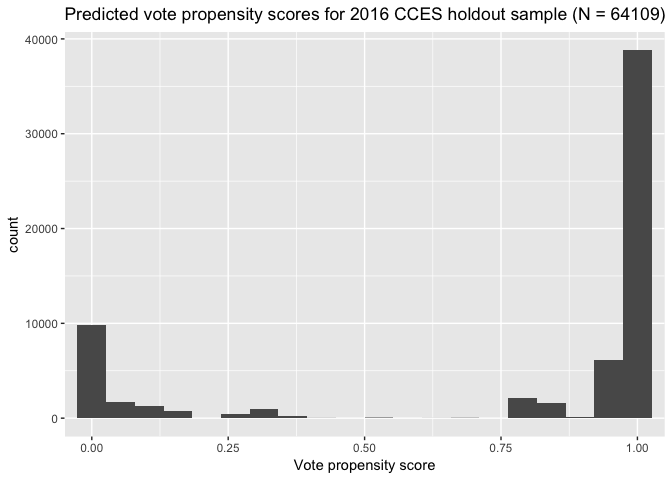 Predicted vote propensity scores for 2016 CCES holdout sample (N = 64109)
40000
30000
20000
10000
0
count
0.00 0.25 0.50 0.75 1.00
Vote propensity score